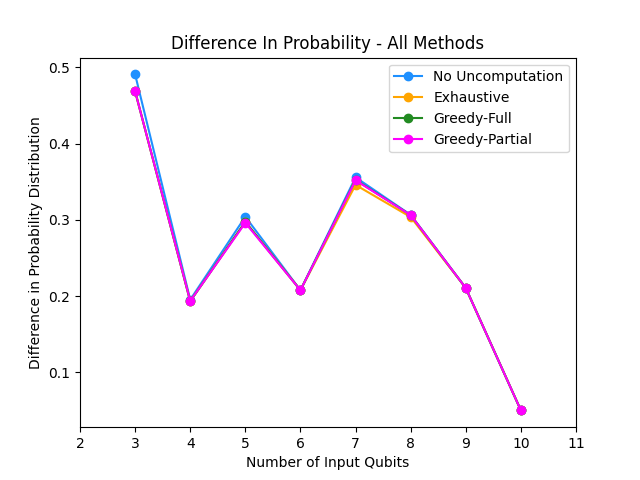 Difference In Probability - All Methods
Difference in Probability Distribution
0.5
0.4
0.3
0.2
0.1
No Uncomputation
Exhaustive
Greedy-Full
Greedy-Partial
2 3 4 5 6 7 8 9 10 11
Number of Input Qubits